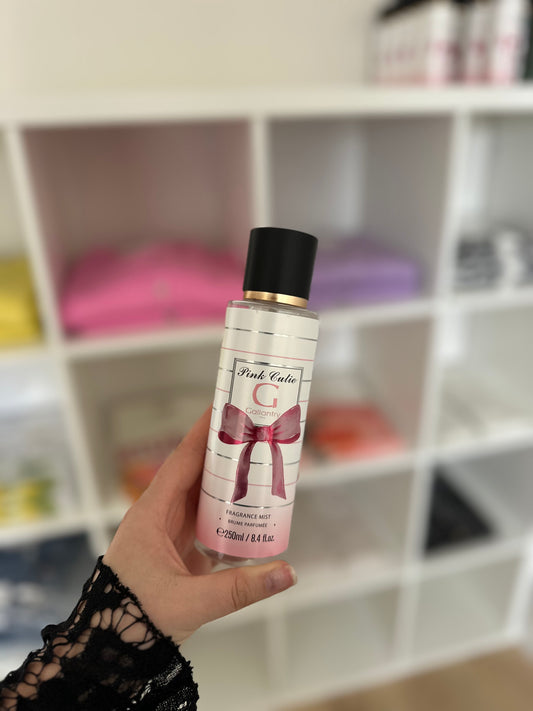 Pink Cutie
G
Gallantry
FRAGRANCE MIST
BRUME PARFUMÉE
℮250ml / 8.4 fl.oz.